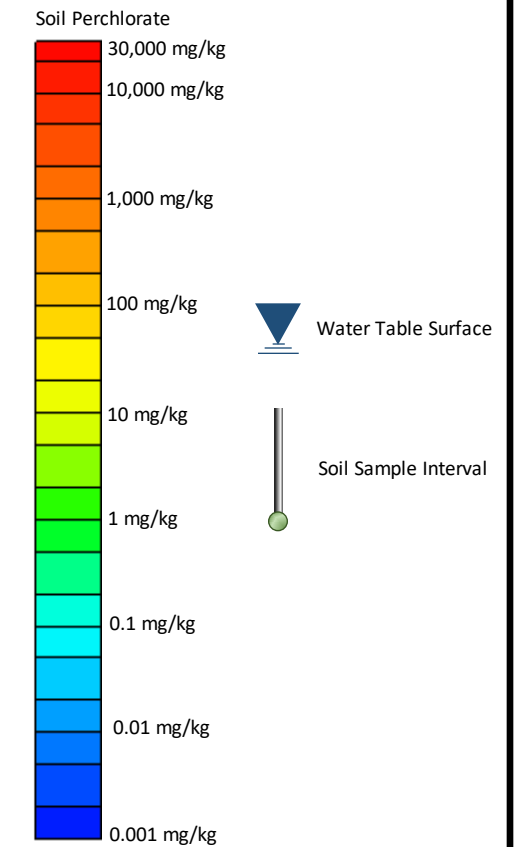 Soil Perchlorate
30,000 mg/kg
10,000 mg/kg
1,000 mg/kg
100 mg/kg
Water Table Surface
10 mg/kg
Soil Sample Interval
1 mg/kg
0.1 mg/kg
0.01 mg/kg
0.001 mg/kg